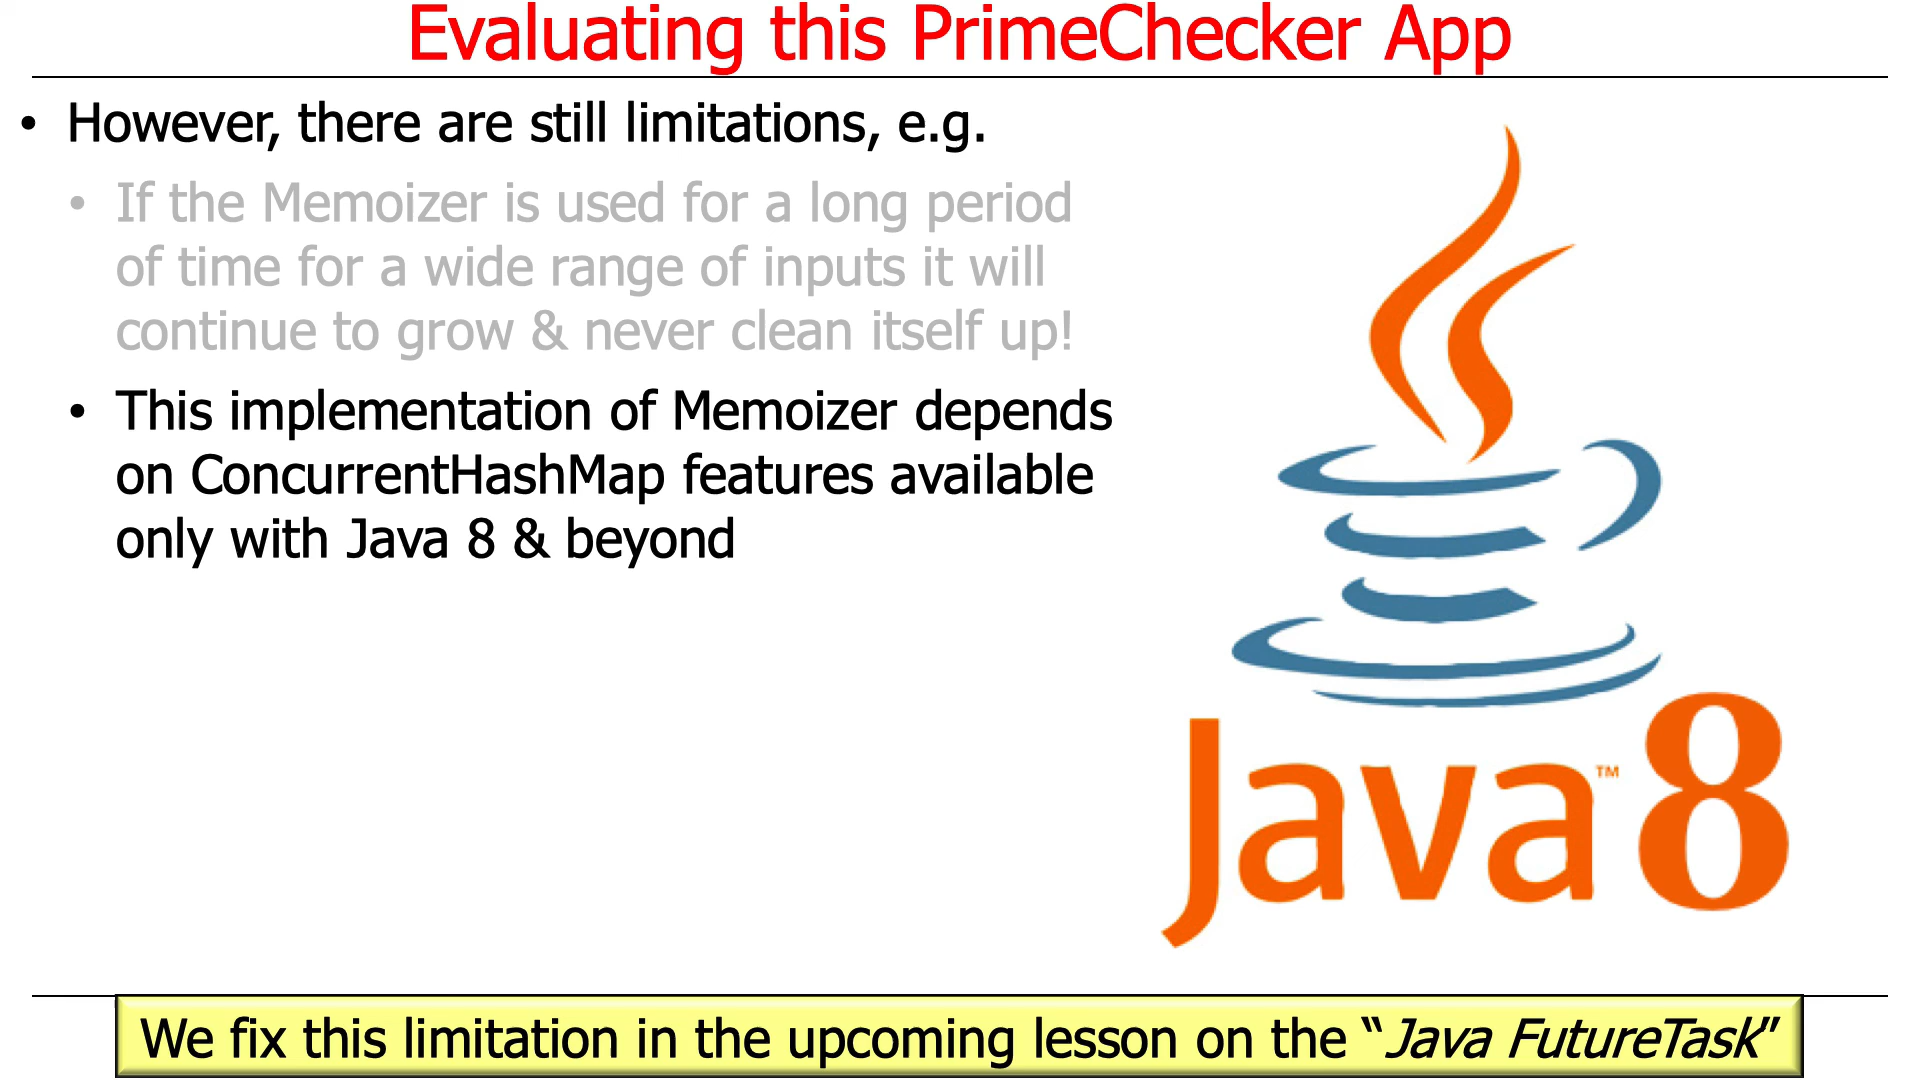 Evaluating this PrimeChecker App
• However, there are still limitations, e.g.
• If the Memoizer is used for a long period
of time for a wide range of inputs it will
continue to grow & never clean itself up!
• This implementation of Memoizer depends
on ConcurrentHashMap features available
only with Java 8 & beyond
Java™ 8
We fix this limitation in the upcoming lesson on the “Java FutureTask”